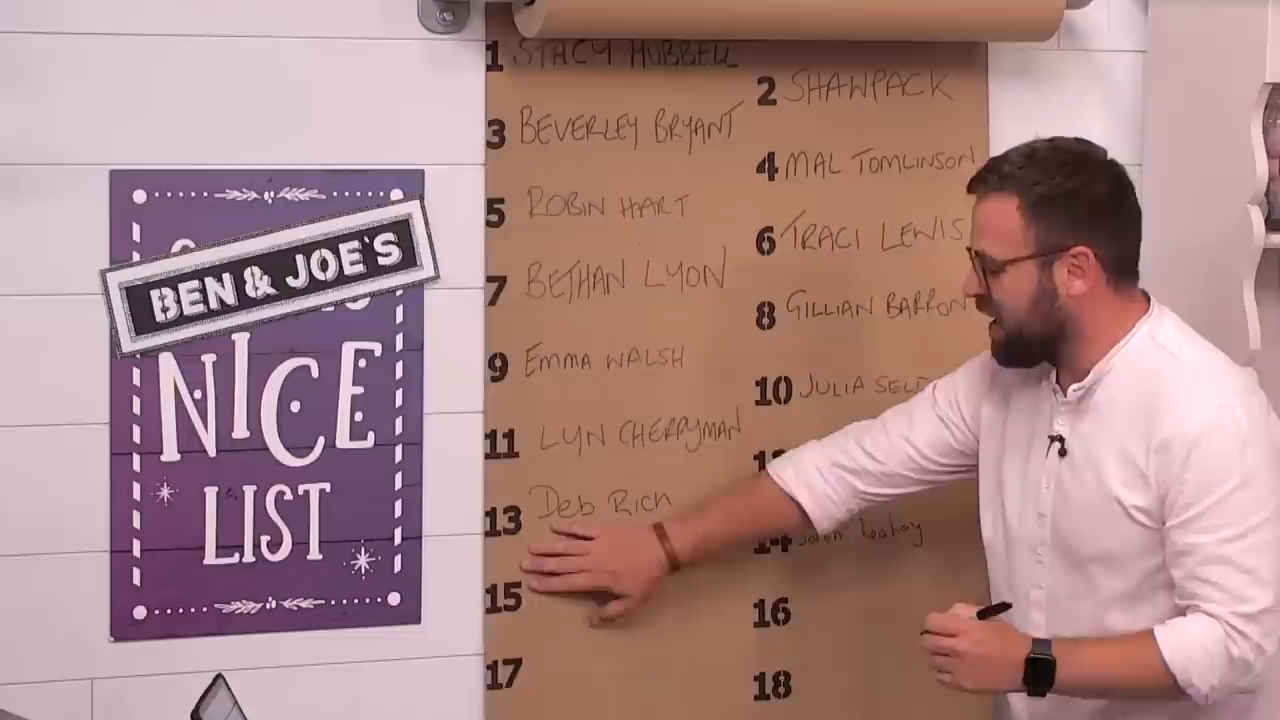 BEN & JOE'S
NICE
LIST
1 STACY HUBBELL
2 SHAWPACK
3 BEVERLEY BRYANT
4 MAL TOMLINSON
5 ROBIN HART
6 TRACI LEWIS
7 BETHAN LYON
8 GILLIAN BARRON
9 EMMA WALSH
10 JULIA
11 LYN CHERRYMAN
13 Deb Rich
14
15
16
17
18